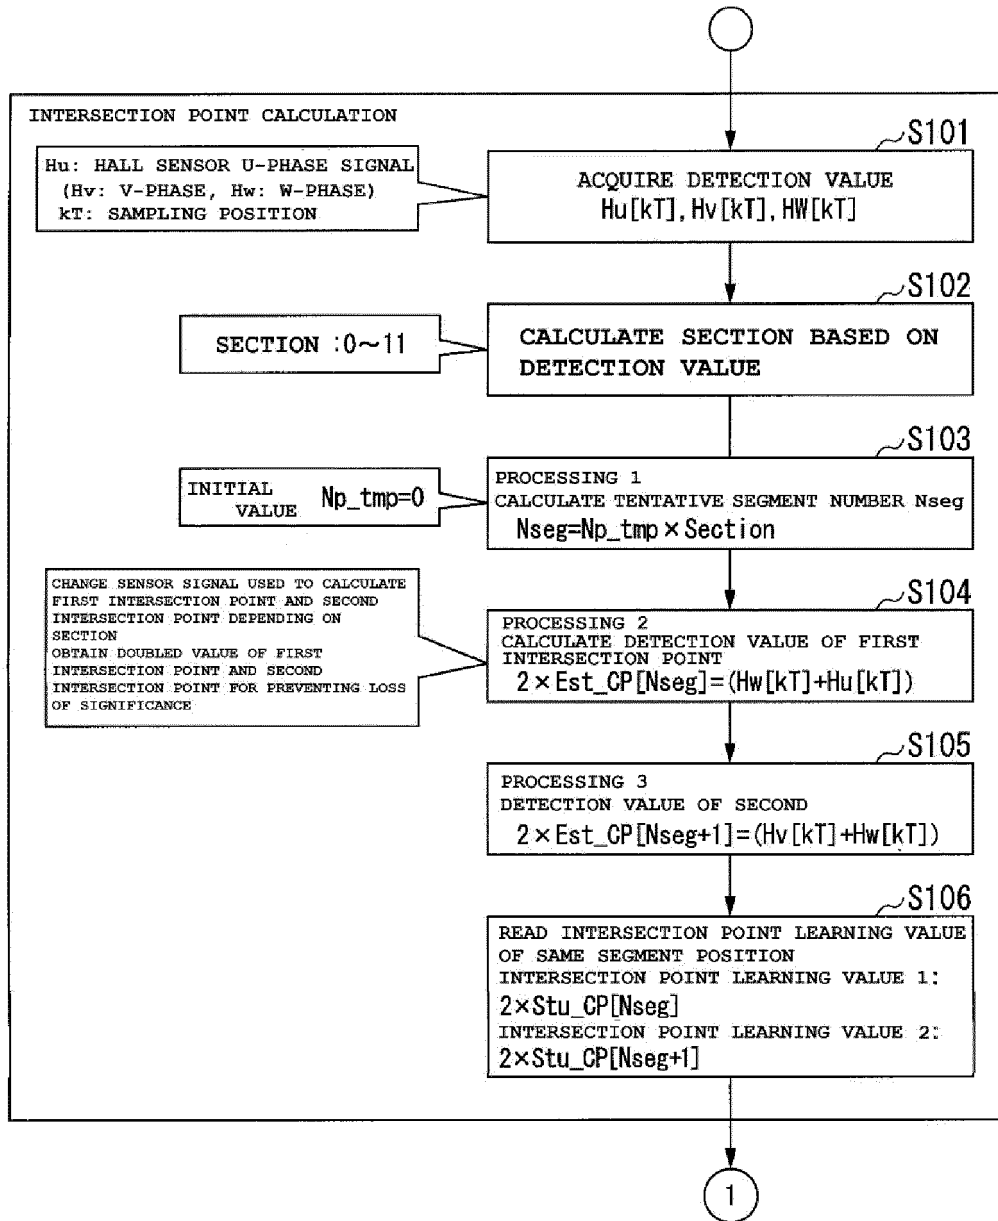 INTERSECTION POINT CALCULATION
Hu: HALL SENSOR U-PHASE SIGNAL
(Hv: V-PHASE, Hw: W-PHASE)
kT: SAMPLING POSITION
S101
ACQUIRE DETECTION VALUE
Hu[kT], Hv[kT], HW[kT]
S102
SECTION :0～11
CALCULATE SECTION BASED ON
DETECTION VALUE
S103
INITIAL
VALUE Np_tmp=0
PROCESSING 1
CALCULATE TENTATIVE SEGMENT NUMBER Nseg
Nseg=Np_tmp×Section
S104
CHANGE SENSOR SIGNAL USED TO CALCULATE
FIRST INTERSECTION POINT AND SECOND
INTERSECTION POINT DEPENDING ON
SECTION
OBTAIN DOUBLED VALUE OF FIRST
INTERSECTION POINT AND SECOND
INTERSECTION POINT FOR PREVENTING LOSS
OF SIGNIFICANCE
PROCESSING 2
CALCULATE DETECTION VALUE OF FIRST
INTERSECTION POINT
2×Est_CP[Nseg]=(Hw[kT]+Hu[kT])
S105
PROCESSING 3
DETECTION VALUE OF SECOND
2×Est_CP[Nseg+1]=(Hv[kT]+Hw[kT])
S106
READ INTERSECTION POINT LEARNING VALUE
OF SAME SEGMENT POSITION
INTERSECTION POINT LEARNING VALUE 1:
2×Stu_CP[Nseg]
INTERSECTION POINT LEARNING VALUE 2:
2×Stu_CP[Nseg+1]
1